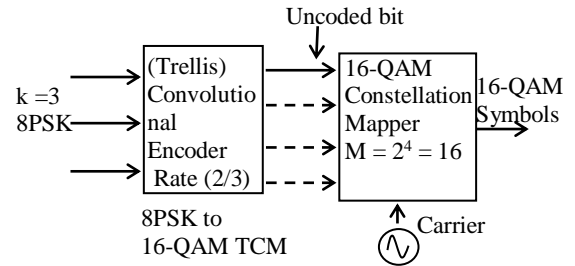 Uncoded bit
k =3
8PSK
(Trellis)
Convolutio
nal
Encoder
Rate (2/3)
16-QAM
Constellation
Mapper
M = 2⁴ = 16
16-QAM
Symbols
8PSK to
16-QAM TCM
Carrier